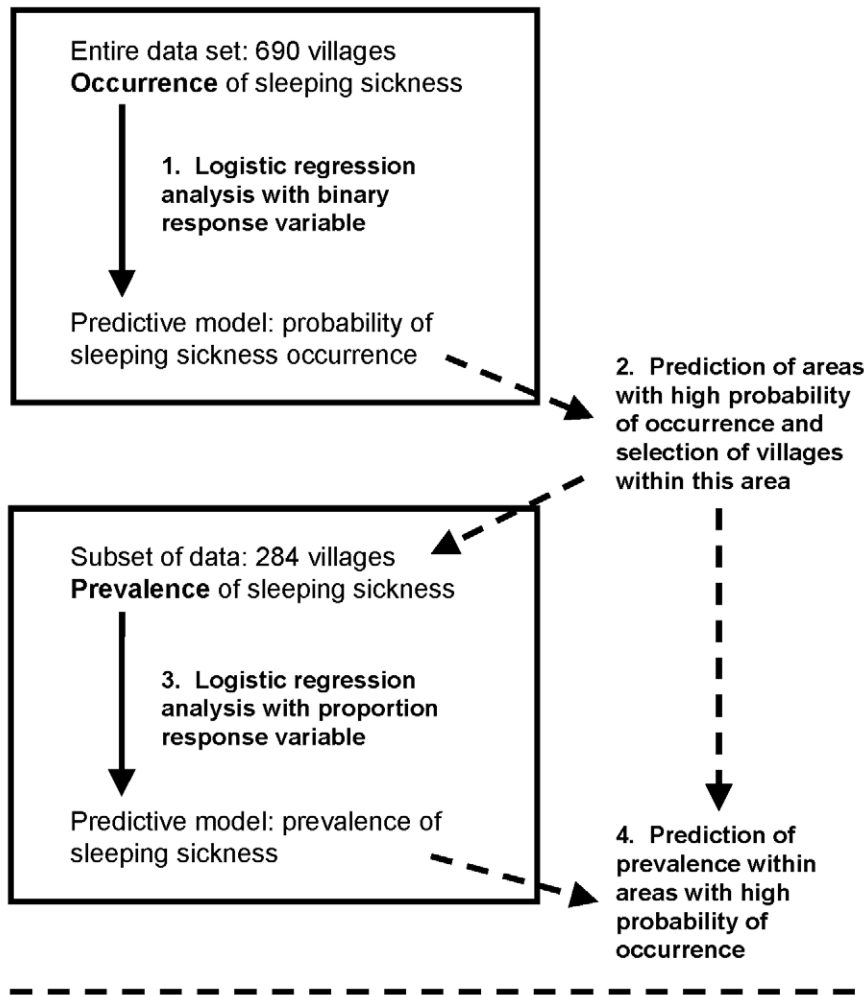 Entire data set: 690 villages
Occurrence of sleeping sickness
1. Logistic regression
analysis with binary
response variable
Predictive model: probability of
sleeping sickness occurrence
2. Prediction of areas
with high probability
of occurrence and
selection of villages
within this area
Subset of data: 284 villages
Prevalence of sleeping sickness
3. Logistic regression
analysis with proportion
response variable
Predictive model: prevalence of
sleeping sickness
4. Prediction of
prevalence within
areas with high
probability of
occurrence